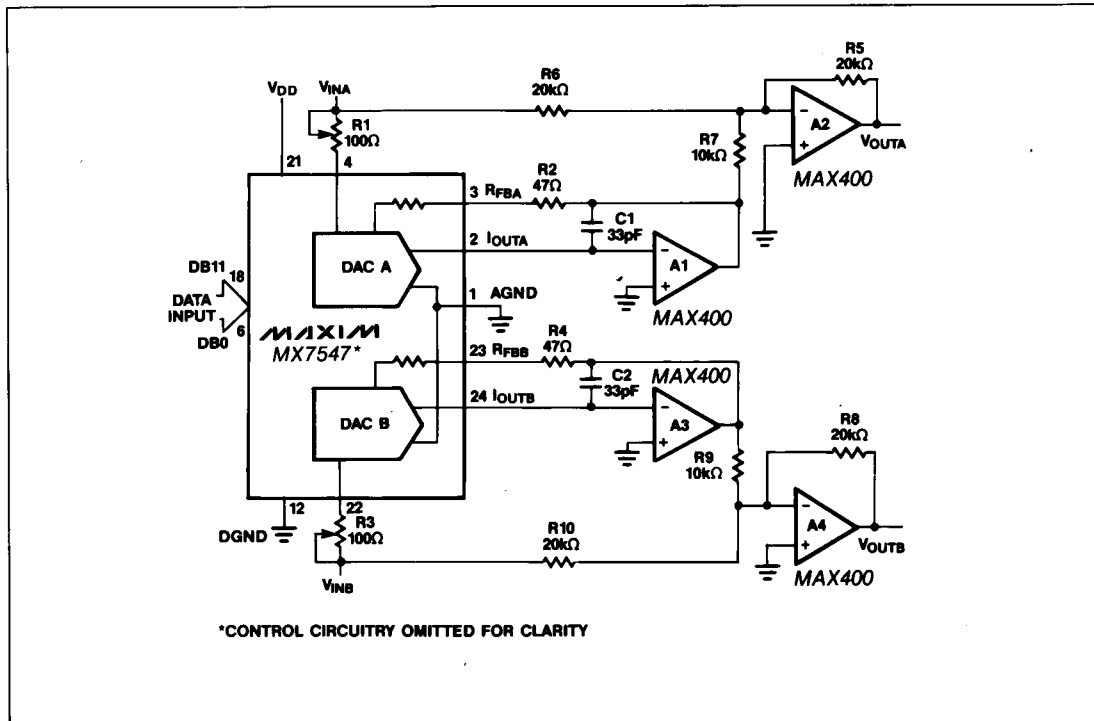 R5
20kΩ
R6
20kΩ
VDD
VINA
R1
100Ω
A2
VOUTA
R7
10kΩ
MAX400
21
4
3 RFBA
R2
47Ω
C1
33pF
2 IOUTA
DAC A
A1
DB11
18
DATA
INPUT
DB0
6
1 AGND
MAX400
MAXIM
MX7547*
R4
47Ω
23 RFBB
MAX400
C2
33pF
24 IOUTB
DAC B
A3
R8
20kΩ
R9
10kΩ
12
22
DGND
R3
100Ω
R10
20kΩ
A4
VOUTB
VINB
MAX400
*CONTROL CIRCUITRY OMITTED FOR CLARITY